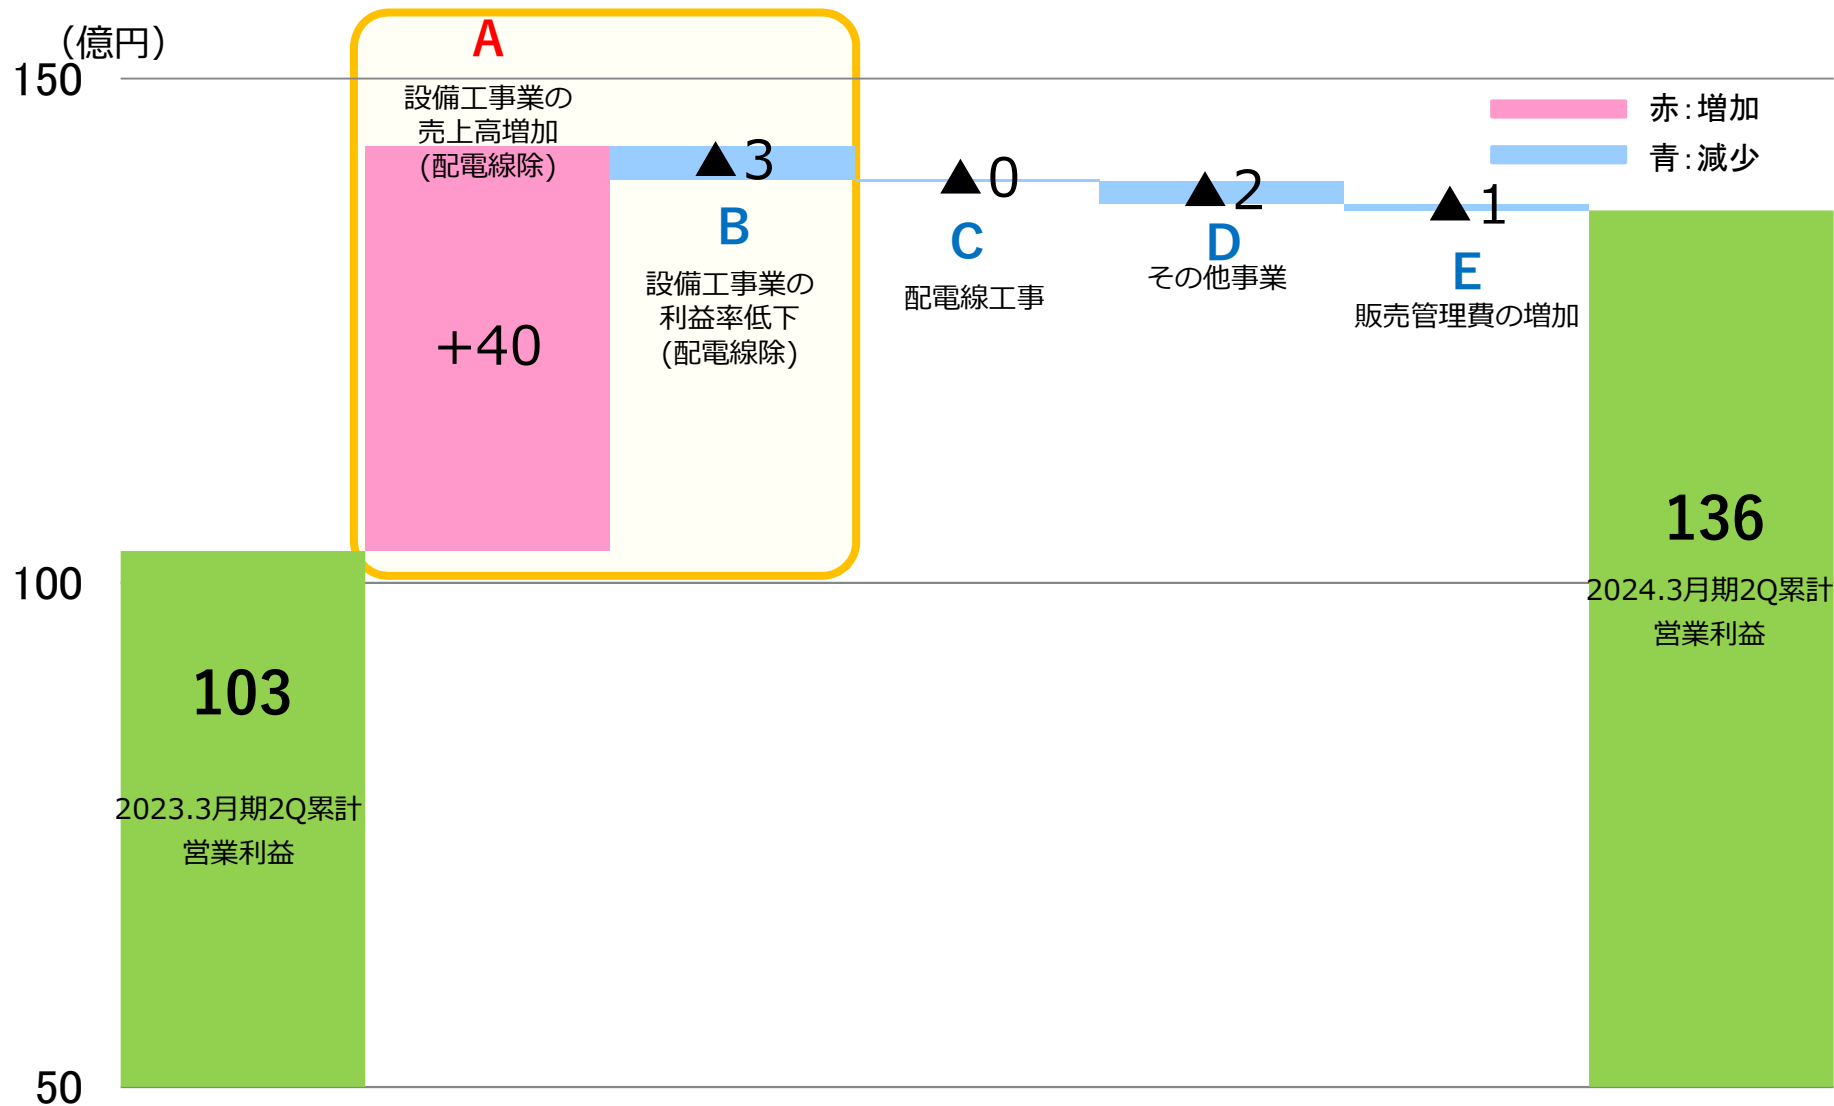 （億円）
150
100
50
赤：増加
青：減少
A
設備工事業の
売上高増加
(配電線除)
+40
▲3
B
設備工事業の
利益率低下
(配電線除)
▲0
C
配電線工事
▲2
D
その他事業
▲1
E
販売管理費の増加
103
2023.3月期2Q累計
営業利益
136
2024.3月期2Q累計
営業利益